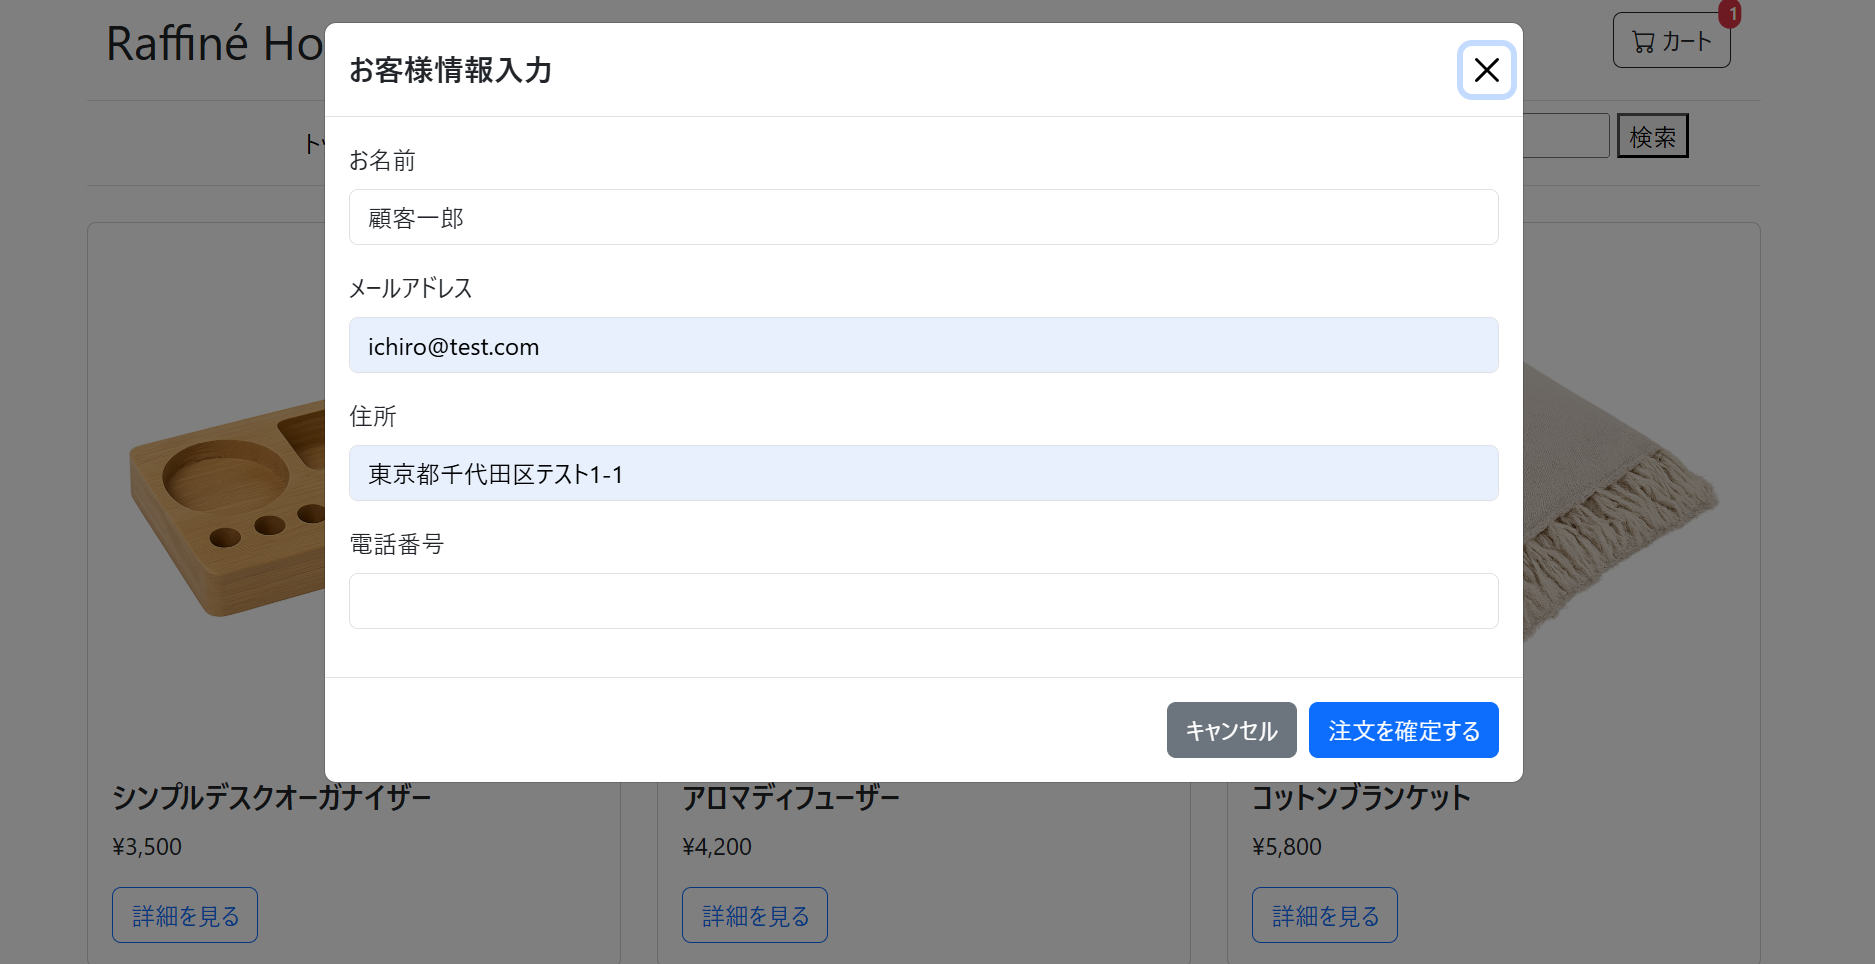 Raffiné Ho
1
カート
検索
お客様情報入力
お名前
顧客一郎
メールアドレス
ichiro@test.com
住所
東京都千代田区テスト1-1
電話番号
キャンセル
注文を確定する
シンプルデスクオーガナイザー
¥3,500
詳細を見る
アロマディフューザー
¥4,200
詳細を見る
コットンブランケット
¥5,800
詳細を見る